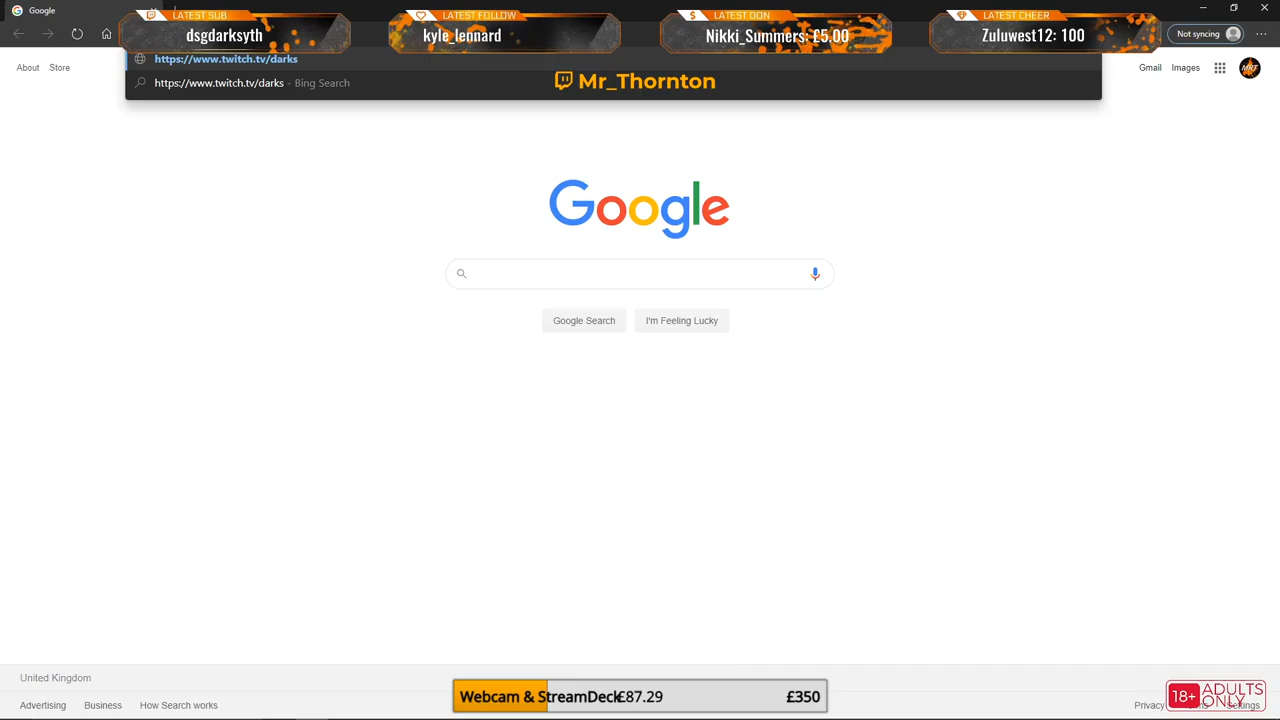 Google
LATEST SUB
dsgdarksyth
LATEST FOLLOW
kyle_lennard
LATEST DON
Nikki_Summers: £5.00
LATEST CHEER
Zuluwest12: 100
Not syncing
https://www.twitch.tv/darks
https://www.twitch.tv/darks - Bing Search
Mr_Thornton
About Store
Gmail Images
MRT
Google
Google Search I'm Feeling Lucky
United Kingdom
Advertising Business How Search works
Webcam & StreamDeck £87.29 £350
Privacy Settings
18+ ADULTS ONLY